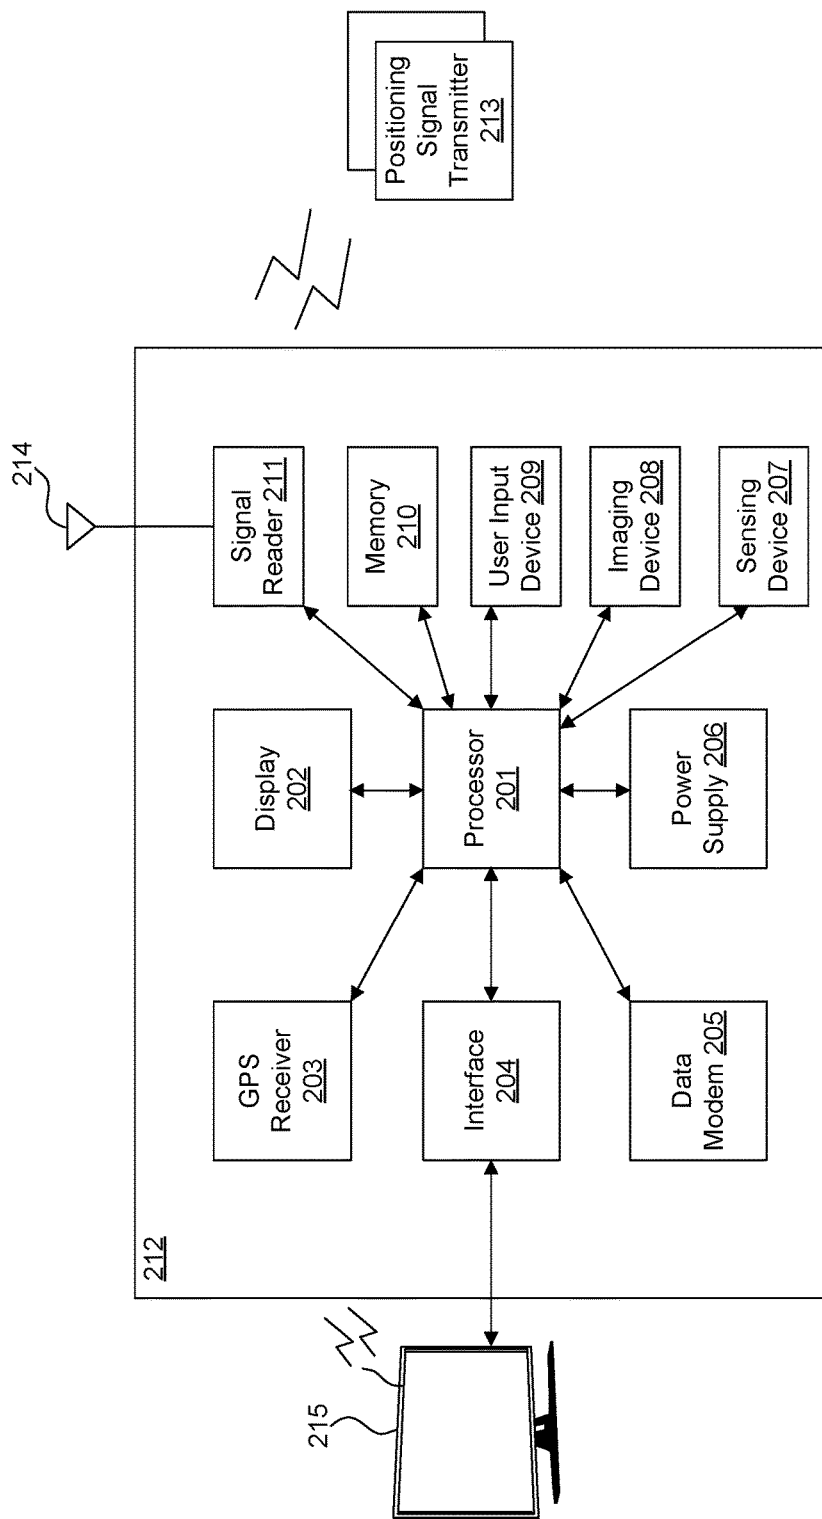 214
Positioning
Signal
Transmitter
213
212
GPS
Receiver
203
Display
202
Signal
Reader 211
Memory
210
215
Interface
204
Processor
201
User Input
Device 209
Imaging
Device 208
Data
Modem 205
Power
Supply 206
Sensing
Device 207